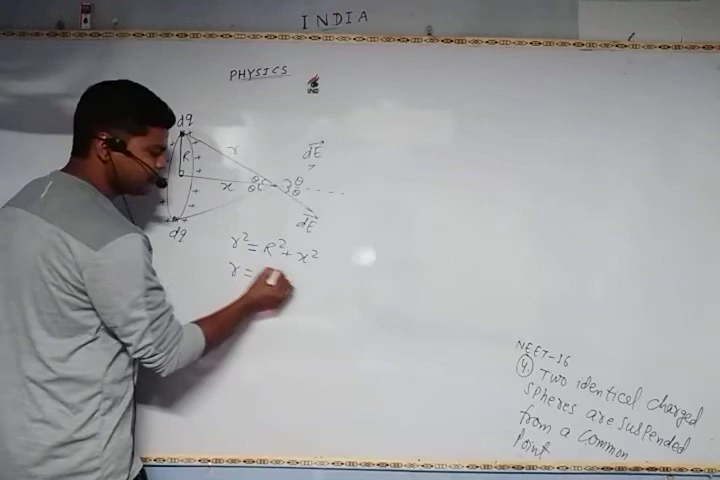 INDIA
PHYSICS
dq
R
r
x
θ
θ
θ
θ
dE
dE
dq
r² = R² + x²
r =
NEET-16
④ Two identical charged
spheres are suspended
from a common
Point